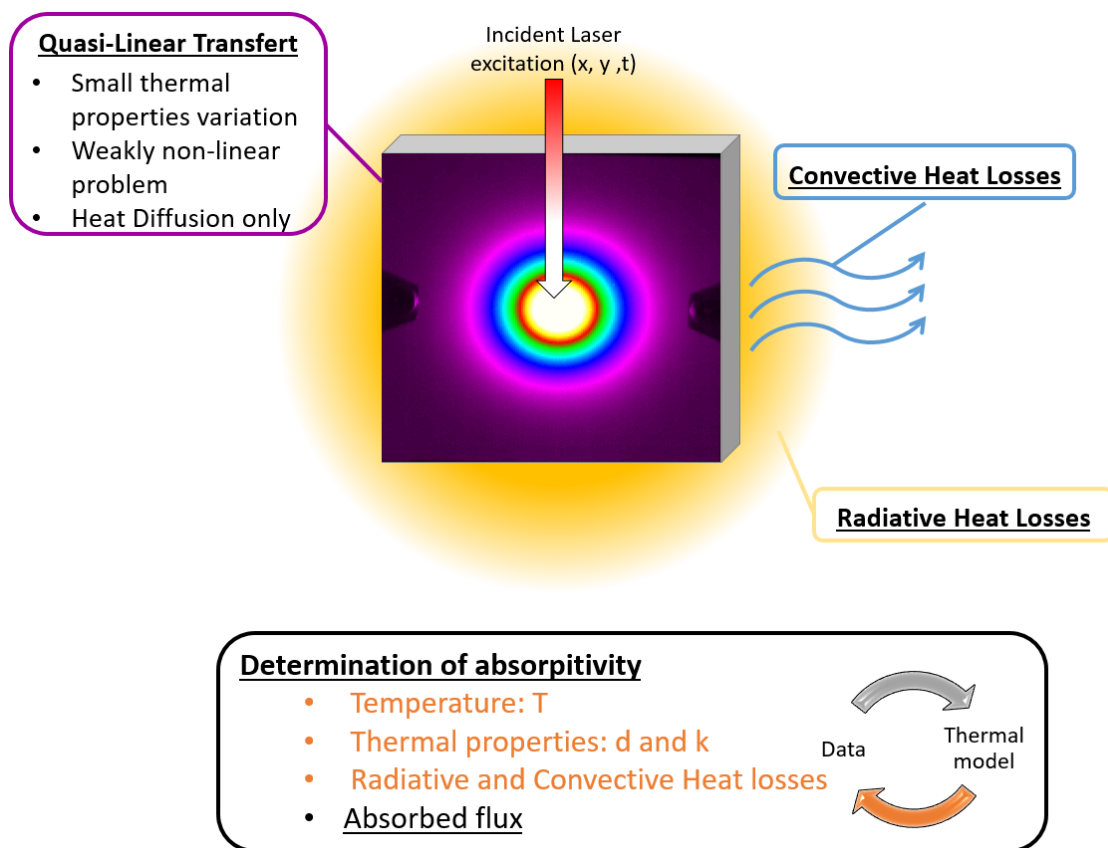 Quasi-Linear Transfert
• Small thermal
properties variation
• Weakly non-linear
problem
• Heat Diffusion only
Incident Laser
excitation (x, y ,t)
Convective Heat Losses
Radiative Heat Losses
Determination of absorpitivity
• Temperature: T
• Thermal properties: d and k
• Radiative and Convective Heat losses
• Absorbed flux
Data
Thermal
model